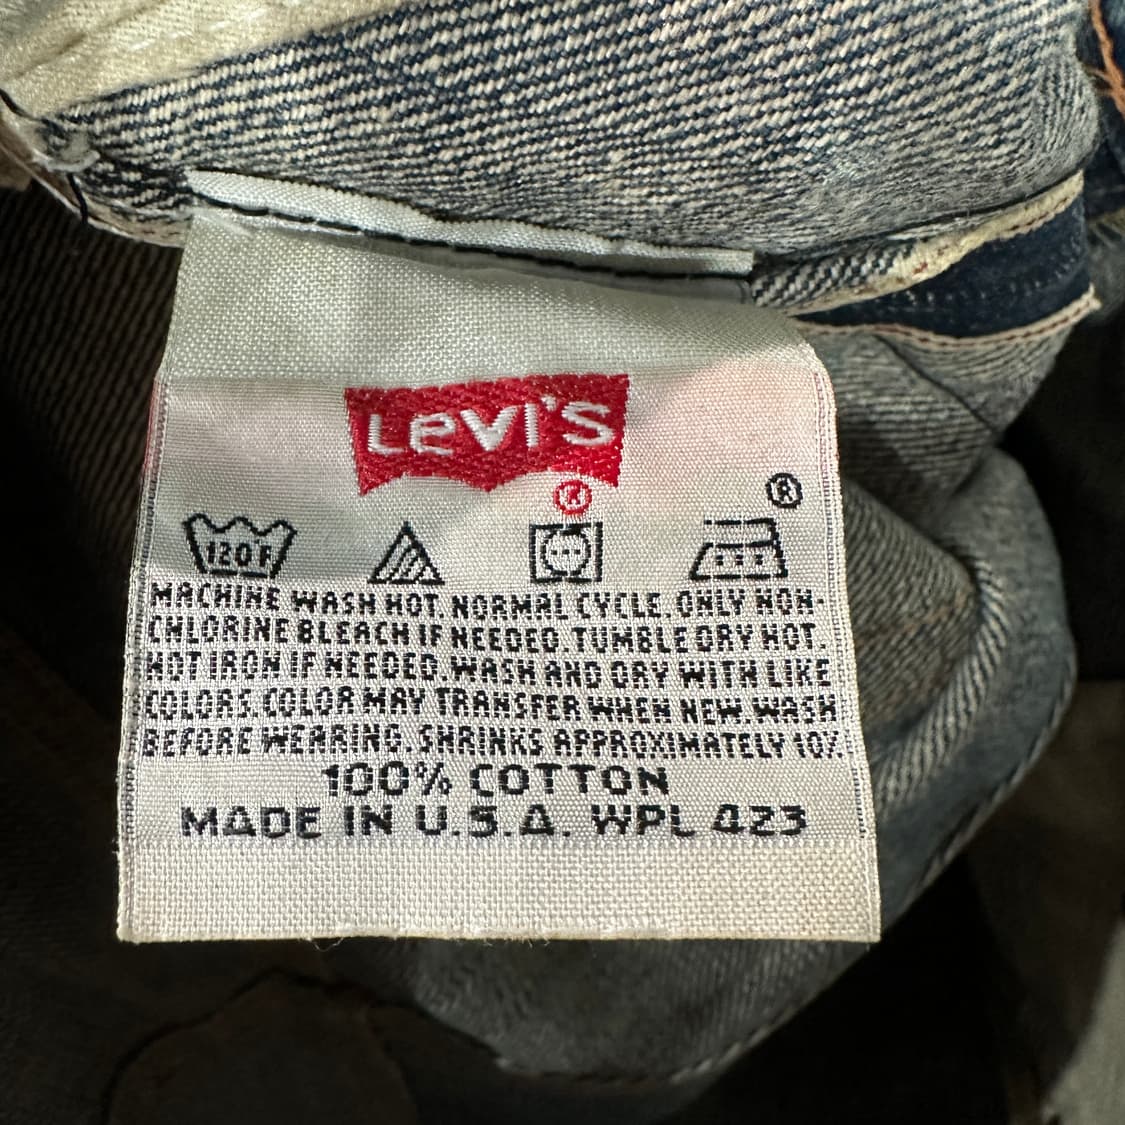 Levi's
®
®
120 F
MACHINE WASH HOT, NORMAL CYCLE. ONLY NON-
CHLORINE BLEACH IF NEEDED. TUMBLE DRY HOT.
HOT IRON IF NEEDED. WASH AND DRY WITH LIKE
COLORS. COLOR MAY TRANSFER WHEN NEW. WASH
BEFORE WEARING. SHRINKS APPROXIMATELY 10%.
100% COTTON
MADE IN U.S.A. WPL 423